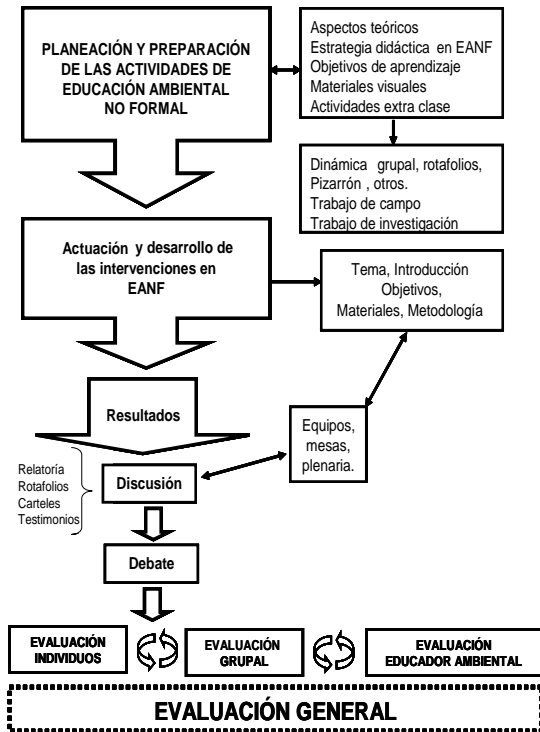 PLANEACIÓN Y PREPARACIÓN
DE LAS ACTIVIDADES DE
EDUCACIÓN AMBIENTAL
NO FORMAL
Aspectos teóricos
Estrategia didáctica en EANF
Objetivos de aprendizaje
Materiales visuales
Actividades extra clase
Dinámica grupal, rotafolios,
Pizarrón , otros.
Trabajo de campo
Trabajo de investigación
Actuación y desarrollo de
las intervenciones en
EANF
Tema, Introducción
Objetivos,
Materiales, Metodología
Resultados
Equipos,
mesas,
plenaria.
Relatoría
Rotafolios
Carteles
Testimonios
Discusión
Debate
EVALUACIÓN
INDIVIDUOS
EVALUACIÓN
GRUPAL
EVALUACIÓN
EDUCADOR AMBIENTAL
EVALUACIÓN GENERAL